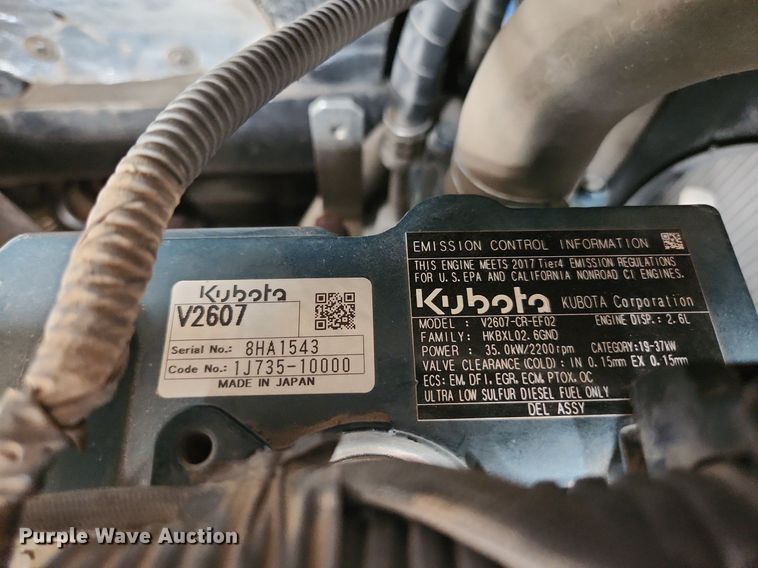 Kubota
V2607
Serial No.: 8HA1543
Code No.: 1J735-10000
MADE IN JAPAN
EMISSION CONTROL INFORMATION
THIS ENGINE MEETS 2017 Tier4 EMISSION REGULATIONS
FOR U.S. EPA AND CALIFORNIA NONROAD CI ENGINES.
Kubota KUBOTA Corporation
MODEL : V2607-CR-EF02 ENGINE DISP.: 2.6L
FAMILY: HKBXL02.6GND
POWER : 35.0kW/2200rpm CATEGORY:19-37kW
VALVE CLEARANCE (COLD) : IN 0.15mm EX 0.15mm
ECS: EM, DFI, EGR, ECM, PTOX, OC
ULTRA LOW SULFUR DIESEL FUEL ONLY
DEL ASSY
Purple Wave Auction